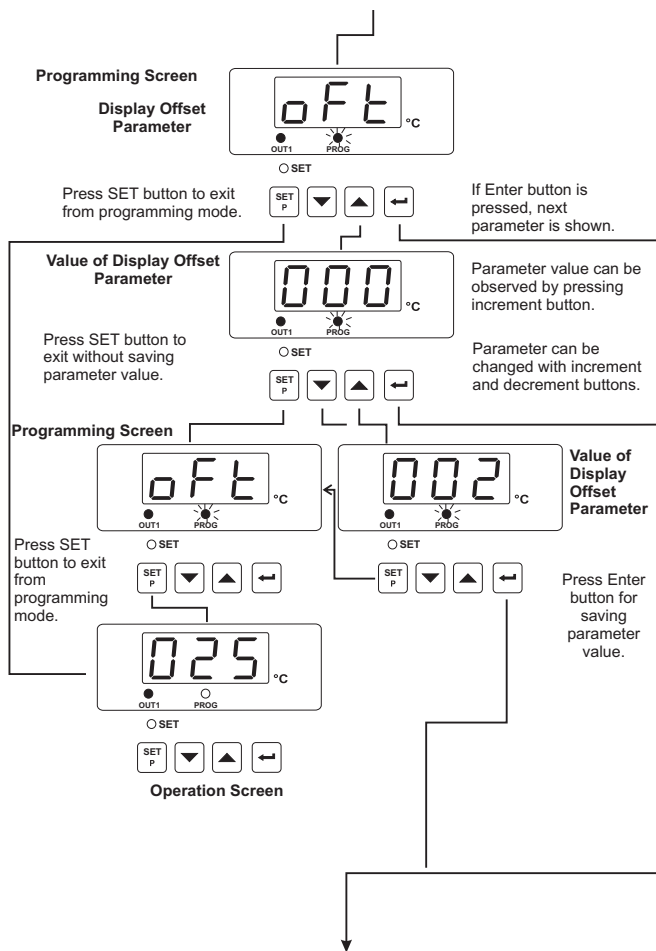 Programming Screen
Display Offset
Parameter
oFt
°C
OUT1 PROG
SET
Press SET button to exit
from programming mode.
SET
P
If Enter button is
pressed, next
parameter is shown.
Value of Display Offset
Parameter
000
°C
OUT1 PROG
SET
Parameter value can be
observed by pressing
increment button.
Press SET button to
exit without saving
parameter value.
Parameter can be
changed with increment
and decrement buttons.
SET
P
Programming Screen
oFt
°C
OUT1 PROG
SET
002
°C
OUT1 PROG
SET
Value of
Display
Offset
Parameter
Press SET
button to exit
from
programming
mode.
SET
P
SET
P
Press Enter
button for
saving
parameter
value.
025
°C
OUT1 PROG
SET
SET
P
Operation Screen